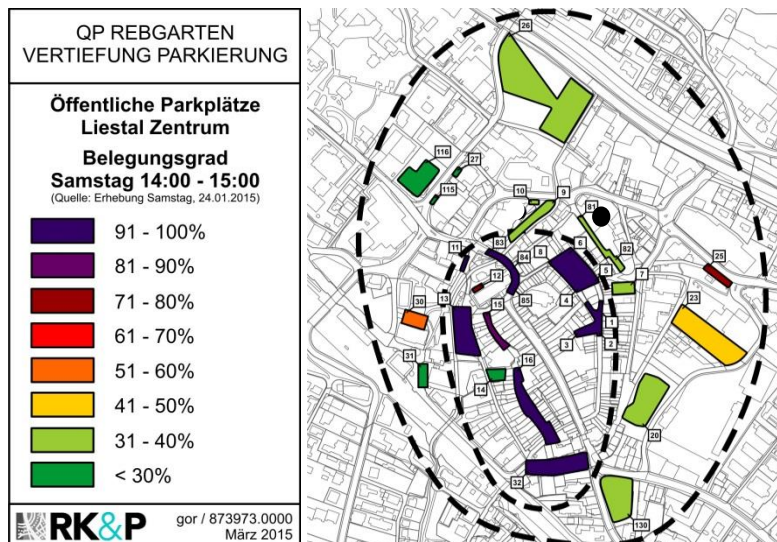 QP REBGARTEN
VERTIEFUNG PARKIERUNG
Öffentliche Parkplätze
Liestal Zentrum
Belegungsgrad
Samstag 14:00 - 15:00
(Quelle: Erhebung Samstag, 24.01.2015)
91 - 100%
81 - 90%
71 - 80%
61 - 70%
51 - 60%
41 - 50%
31 - 40%
< 30%
RK&P
gor / 873973.0000
März 2015
26
116
27
115
10
9
81
11
83
84
8
6
82
25
12
5
7
30
13
15
85
4
23
1
31
3
2
16
14
20
32
130